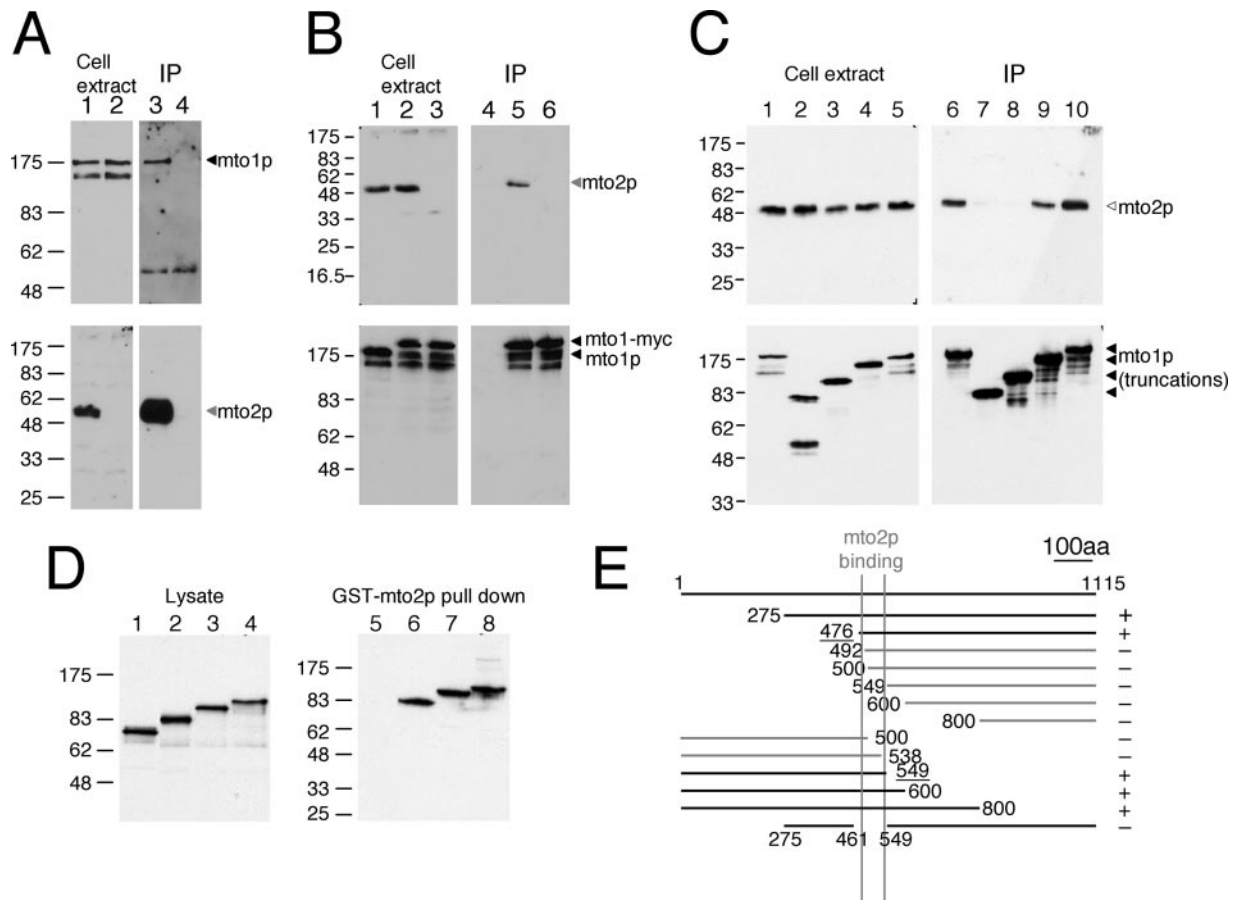 A
Cell extract
IP
1 2 3 4
175
83
62
48
mto1p
175
83
62
48
33
25
mto2p
B
Cell extract
IP
1 2 3 4 5 6
175
83
62
48
33
25
16.5
mto2p
175
83
62
48
mto1-myc
mto1p
C
Cell extract
IP
1 2 3 4 5 6 7 8 9 10
175
83
62
48
33
25
mto2p
175
83
62
48
33
mto1p
(truncations)
D
Lysate
GST-mto2p pull down
1 2 3 4 5 6 7 8
175
83
62
48
175
83
62
48
33
25
E
mto2p
binding
100aa
1 1115
275 +
476 +
492 –
500 –
549 –
600 –
800 –
500 –
538 –
549 +
600 +
800 +
–
275 461 549